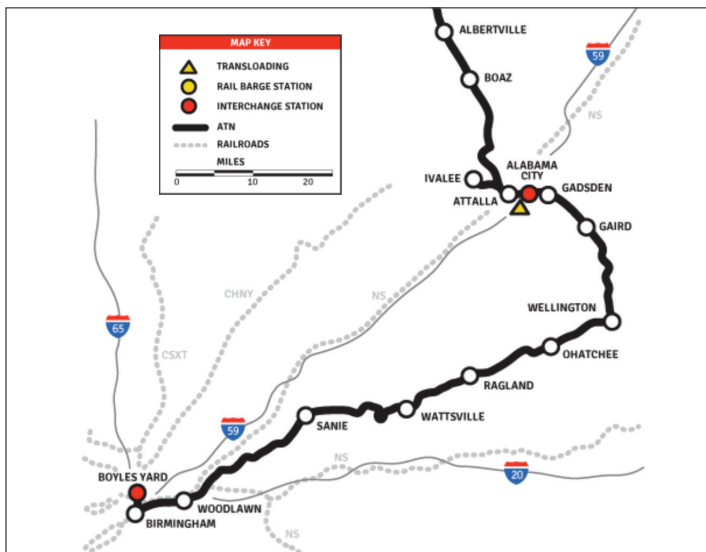 ALBERTVILLE
MAP KEY
TRANSLOADING
RAIL BARGE STATION
INTERCHANGE STATION
ATN
RAILROADS
MILES
0 10 20
59
BOAZ
NS
ALABAMA
CITY
IVALEE
ATTALLA
GADSDEN
GAIRD
CHNY
NS
WELLINGTON
65
OHATCHEE
CSXT
RAGLAND
WATTSVILLE
SANIE
59
NS
20
BOYLES YARD
WOODLAWN
BIRMINGHAM
NS